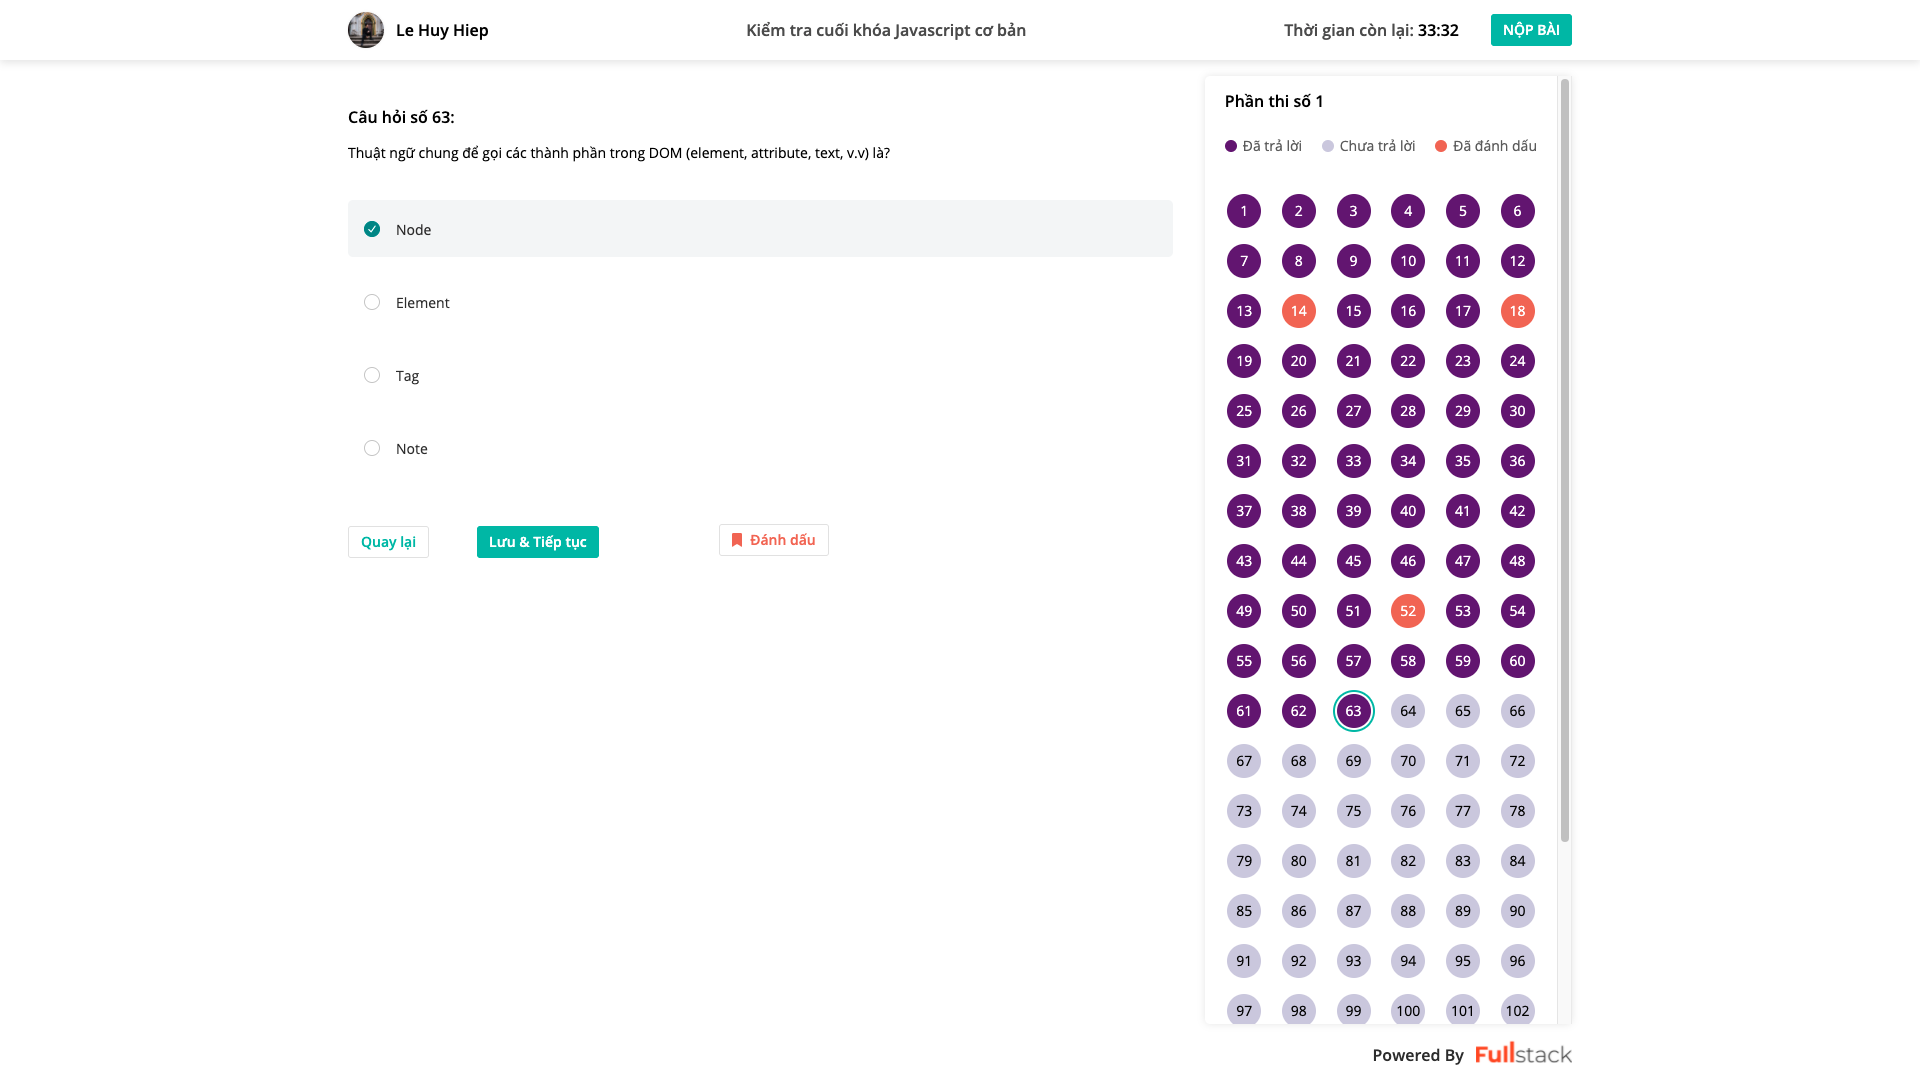 Le Huy Hiep
Kiểm tra cuối khóa Javascript cơ bản
Thời gian còn lại: 33:32
NỘP BÀI
Câu hỏi số 63:
Thuật ngữ chung để gọi các thành phần trong DOM (element, attribute, text, v.v) là?
Node
Element
Tag
Note
Quay lại
Lưu & Tiếp tục
Đánh dấu
Phần thi số 1
Đã trả lời
Chưa trả lời
Đã đánh dấu
1 2 3 4 5 6
7 8 9 10 11 12
13 14 15 16 17 18
19 20 21 22 23 24
25 26 27 28 29 30
31 32 33 34 35 36
37 38 39 40 41 42
43 44 45 46 47 48
49 50 51 52 53 54
55 56 57 58 59 60
61 62 63 64 65 66
67 68 69 70 71 72
73 74 75 76 77 78
79 80 81 82 83 84
85 86 87 88 89 90
91 92 93 94 95 96
97 98 99 100 101 102
Powered By Fullstack